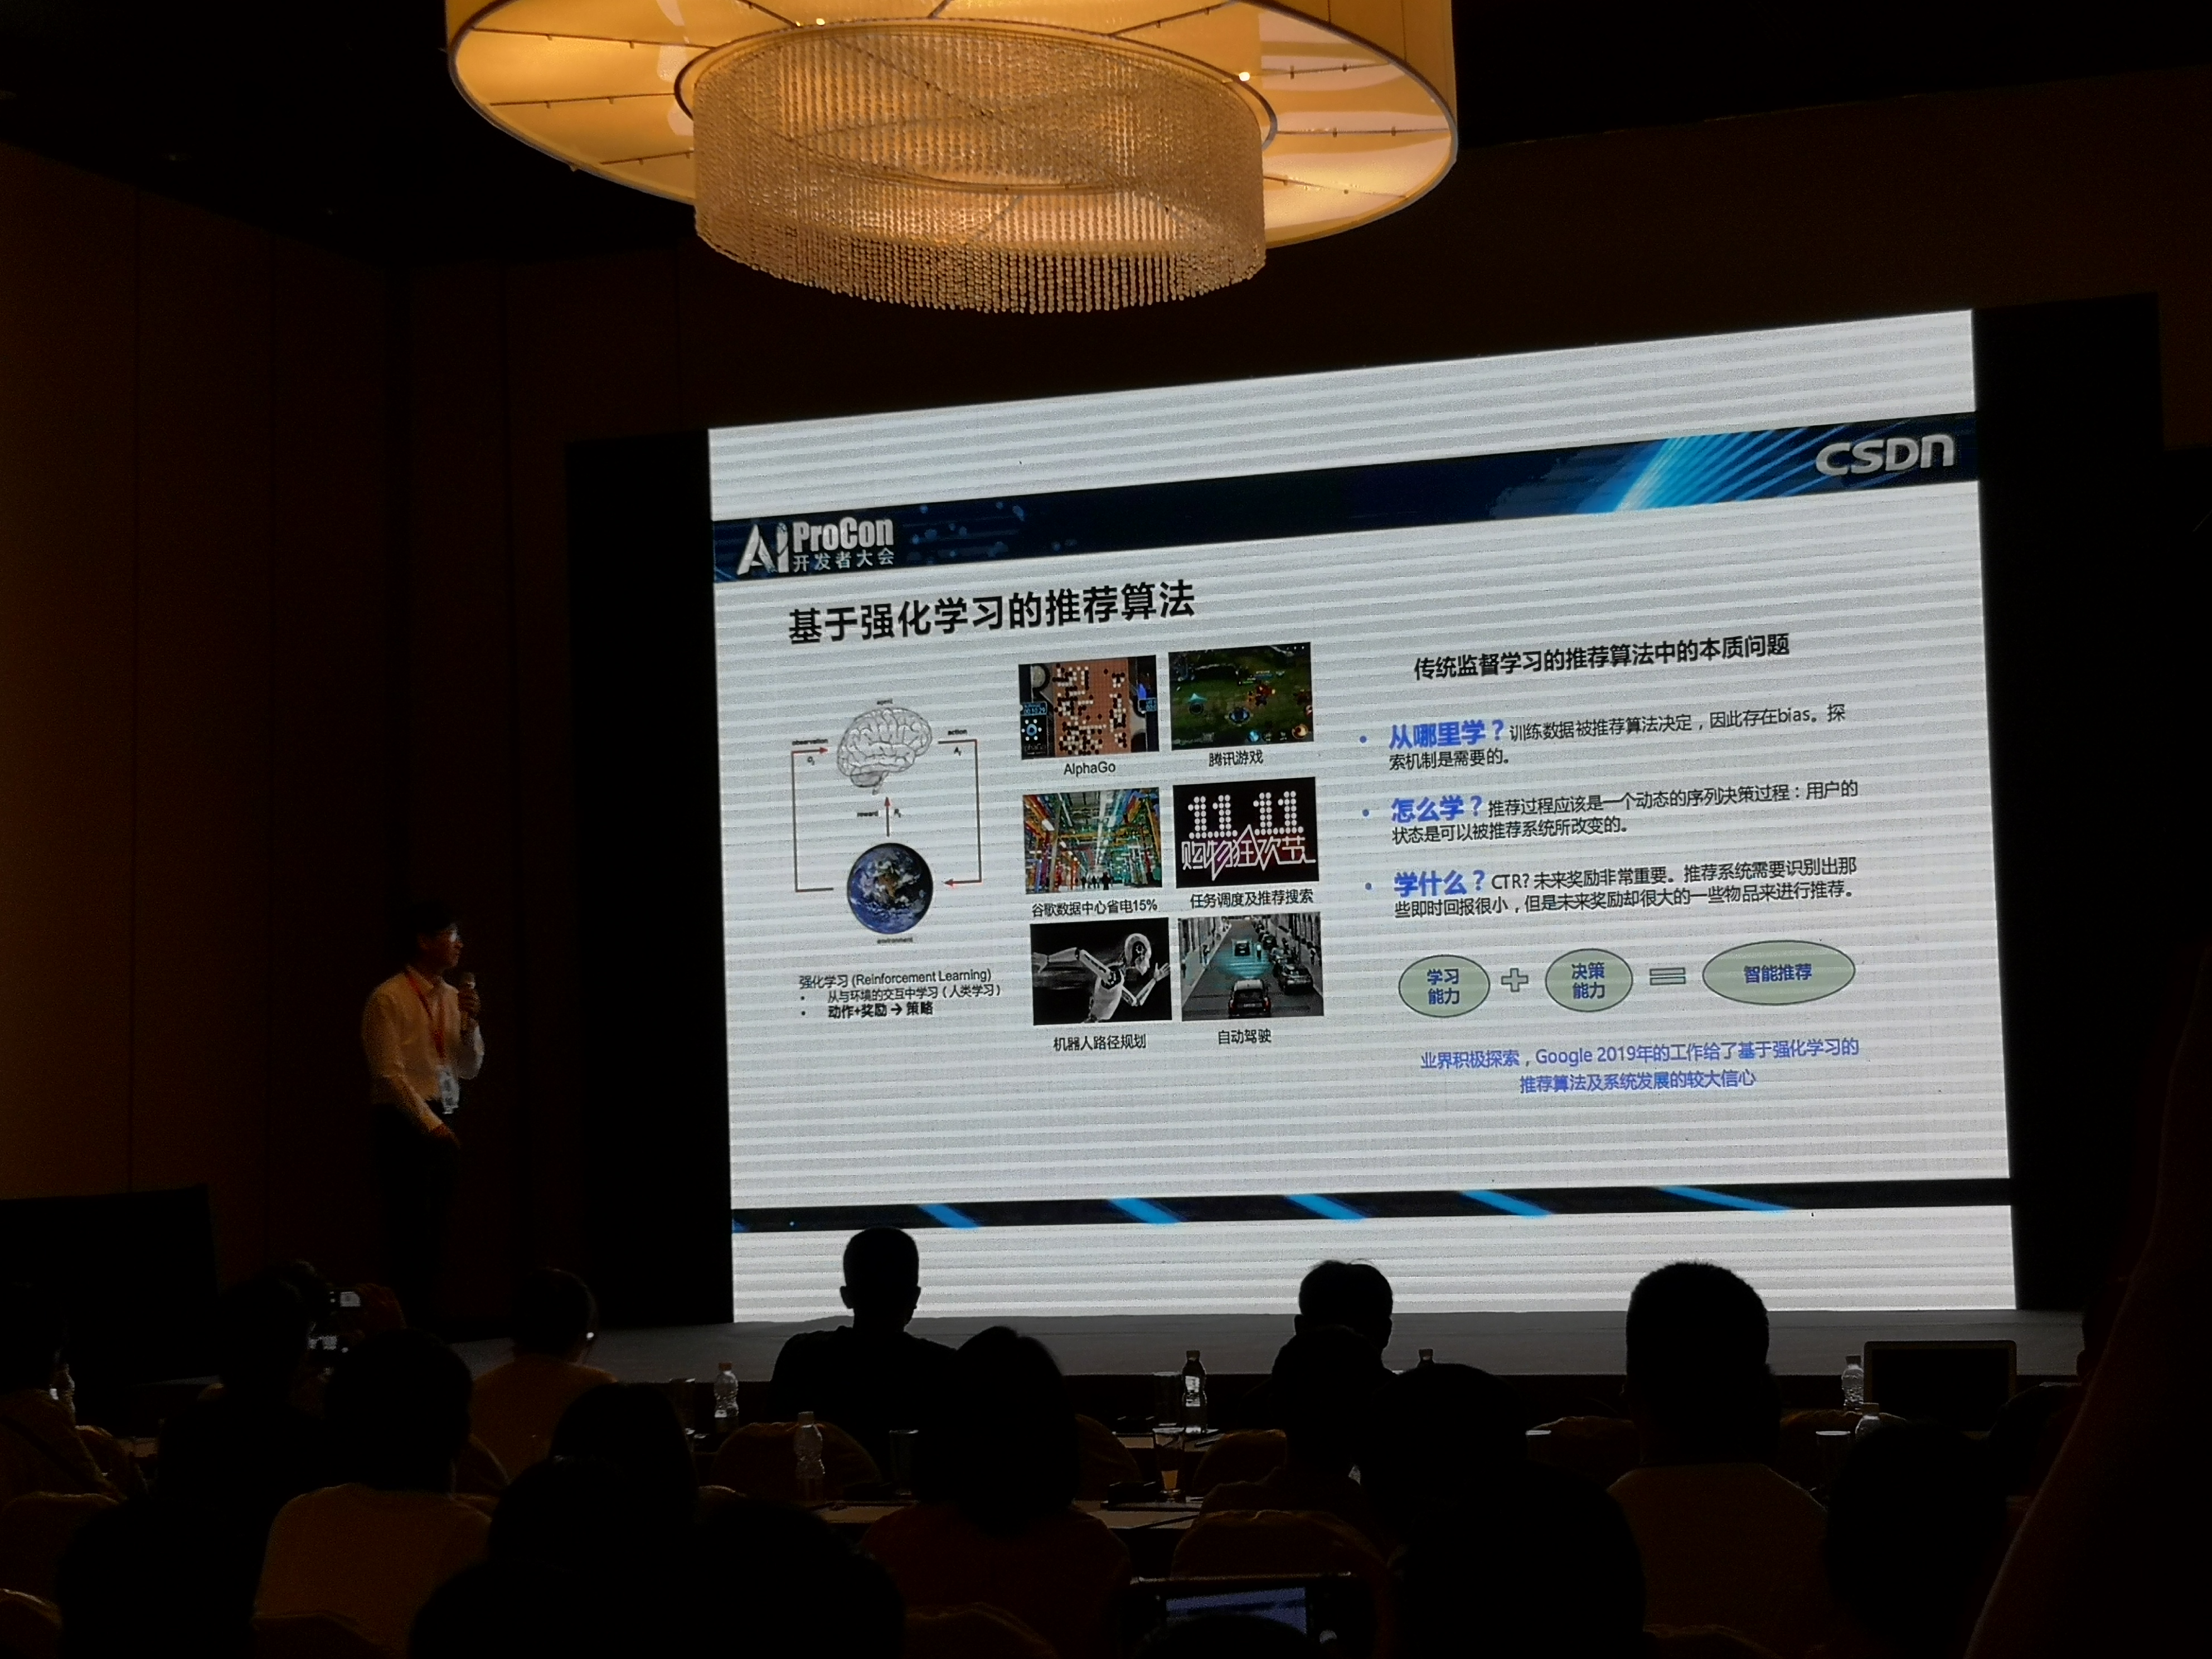 CSDN
AI ProCon
开发者大会
基于强化学习的推荐算法
agent
observation
action
reward
environment
强化学习 (Reinforcement Learning)
• 从与环境的交互中学习 ( 人类学习 )
• 动作+奖励 → 策略
AlphaGo
腾讯游戏
11.11
购物狂欢节
谷歌数据中心省电15%
任务调度及推荐搜索
机器人路径规划
自动驾驶
传统监督学习的推荐算法中的本质问题
• 从哪里学？训练数据被推荐算法决定，因此存在bias。探
索机制是需要的。
• 怎么学？推荐过程应该是一个动态的序列决策过程：用户的
状态是可以被推荐系统所改变的。
• 学什么？CTR? 未来奖励非常重要。推荐系统需要识别出那
些即时回报很小，但是未来奖励却很大的一些物品来进行推荐。
学习
能力
+
决策
能力
=
智能推荐
业界积极探索，Google 2019年的工作给了基于强化学习的
推荐算法及系统发展的较大信心